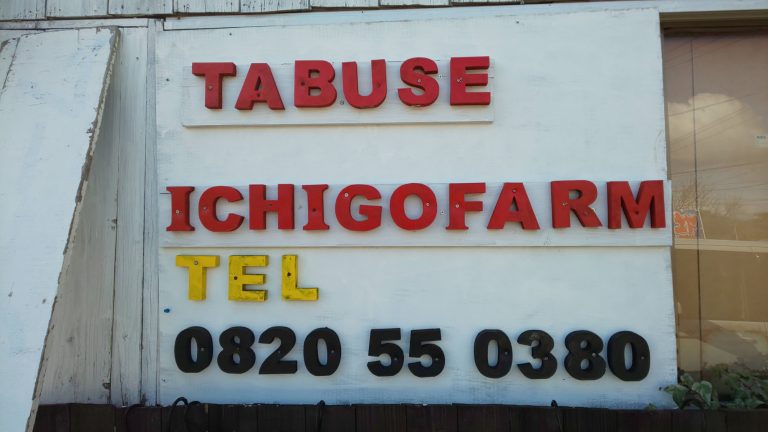 TABUSE
ICHIGOFARM
TEL
0820 55 0380